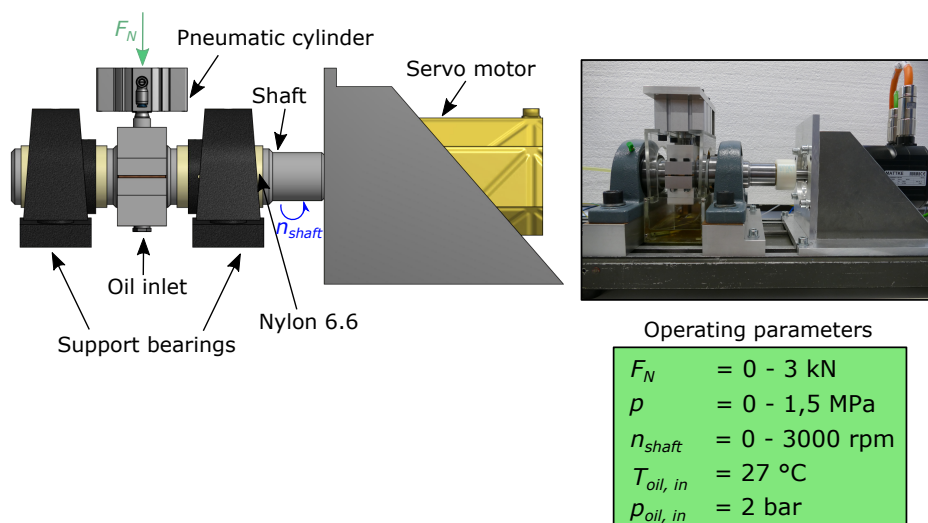 F_N
Pneumatic cylinder
Servo motor
Shaft
n_shaft
Oil inlet
Nylon 6.6
Support bearings
MATTKE
Operating parameters
F_N = 0 - 3 kN
p = 0 - 1,5 MPa
n_shaft = 0 - 3000 rpm
T_oil, in = 27 °C
p_oil, in = 2 bar